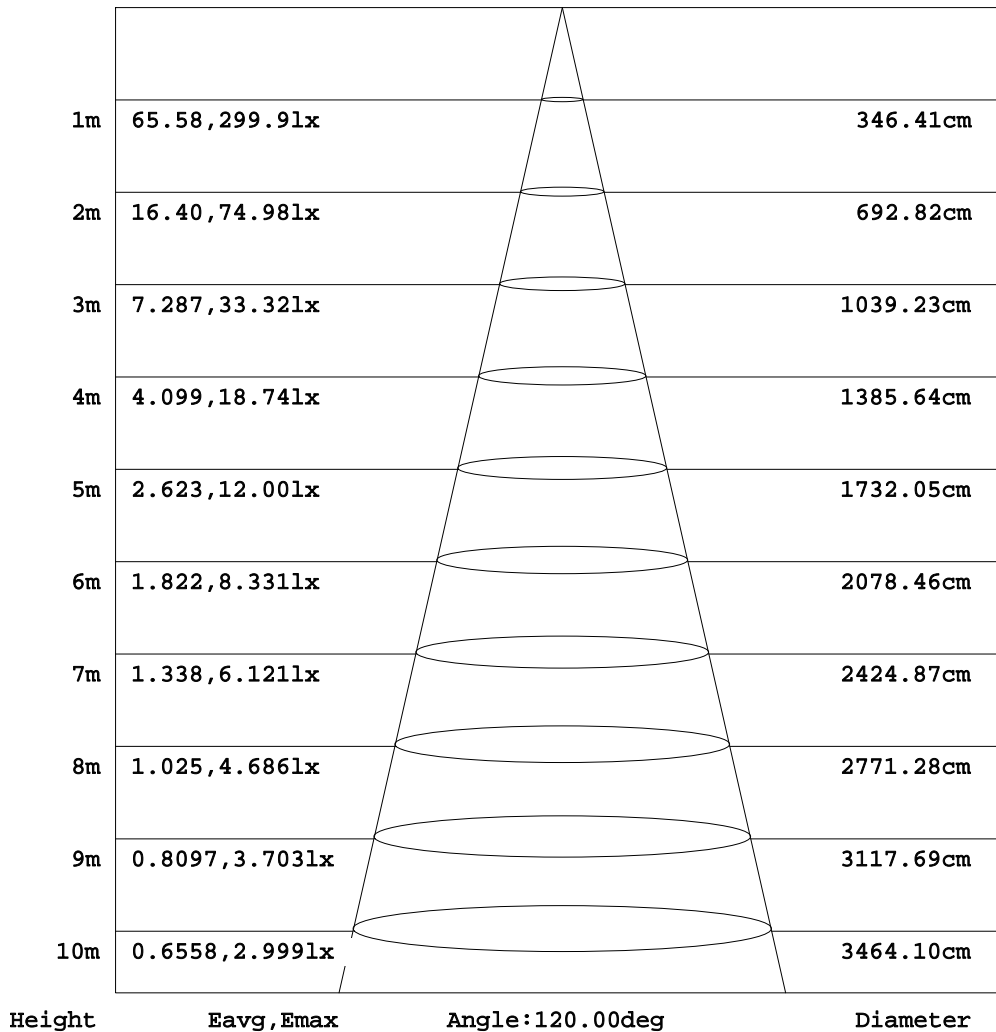 1m 65.58,299.9lx 346.41cm
2m 16.40,74.98lx 692.82cm
3m 7.287,33.32lx 1039.23cm
4m 4.099,18.74lx 1385.64cm
5m 2.623,12.00lx 1732.05cm
6m 1.822,8.331lx 2078.46cm
7m 1.338,6.121lx 2424.87cm
8m 1.025,4.686lx 2771.28cm
9m 0.8097,3.703lx 3117.69cm
10m 0.6558,2.999lx 3464.10cm
Height Eavg,Emax Angle:120.00deg Diameter